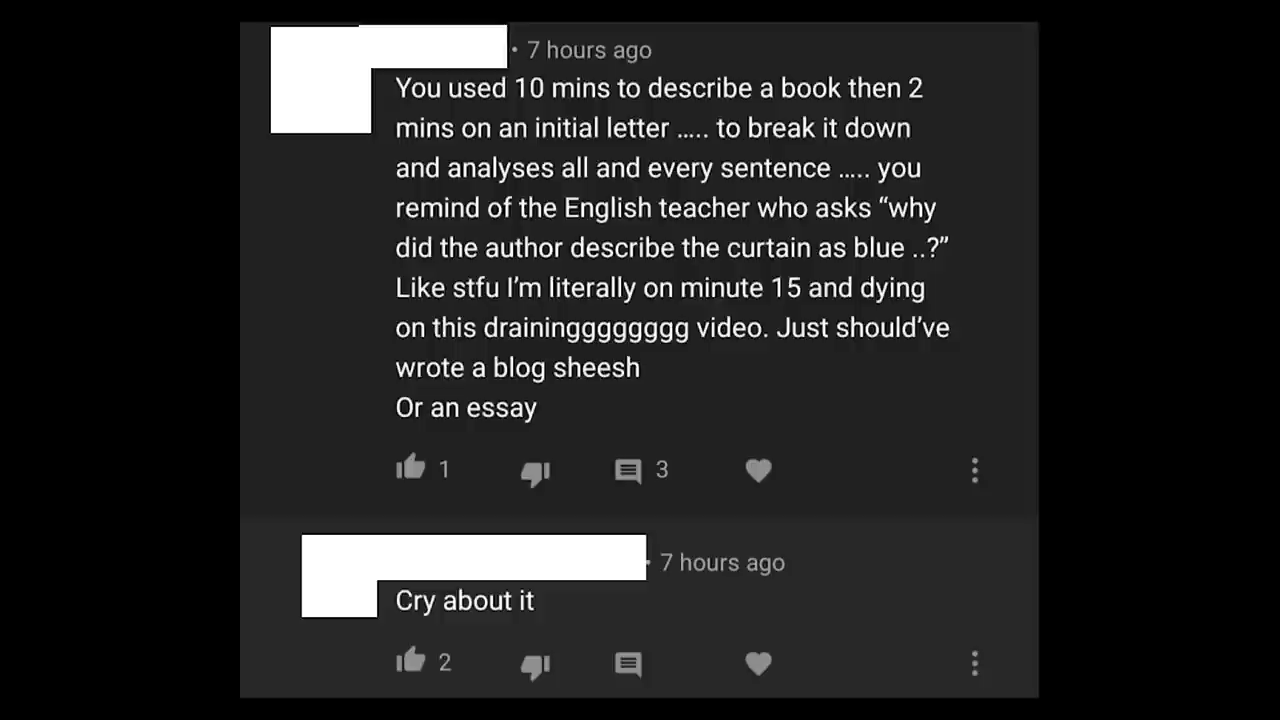 • 7 hours ago
You used 10 mins to describe a book then 2
mins on an initial letter ..... to break it down
and analyses all and every sentence ..... you
remind of the English teacher who asks “why
did the author describe the curtain as blue ..?”
Like stfu I’m literally on minute 15 and dying
on this drainingggggggg video. Just should’ve
wrote a blog sheesh
Or an essay
1
3
• 7 hours ago
Cry about it
2